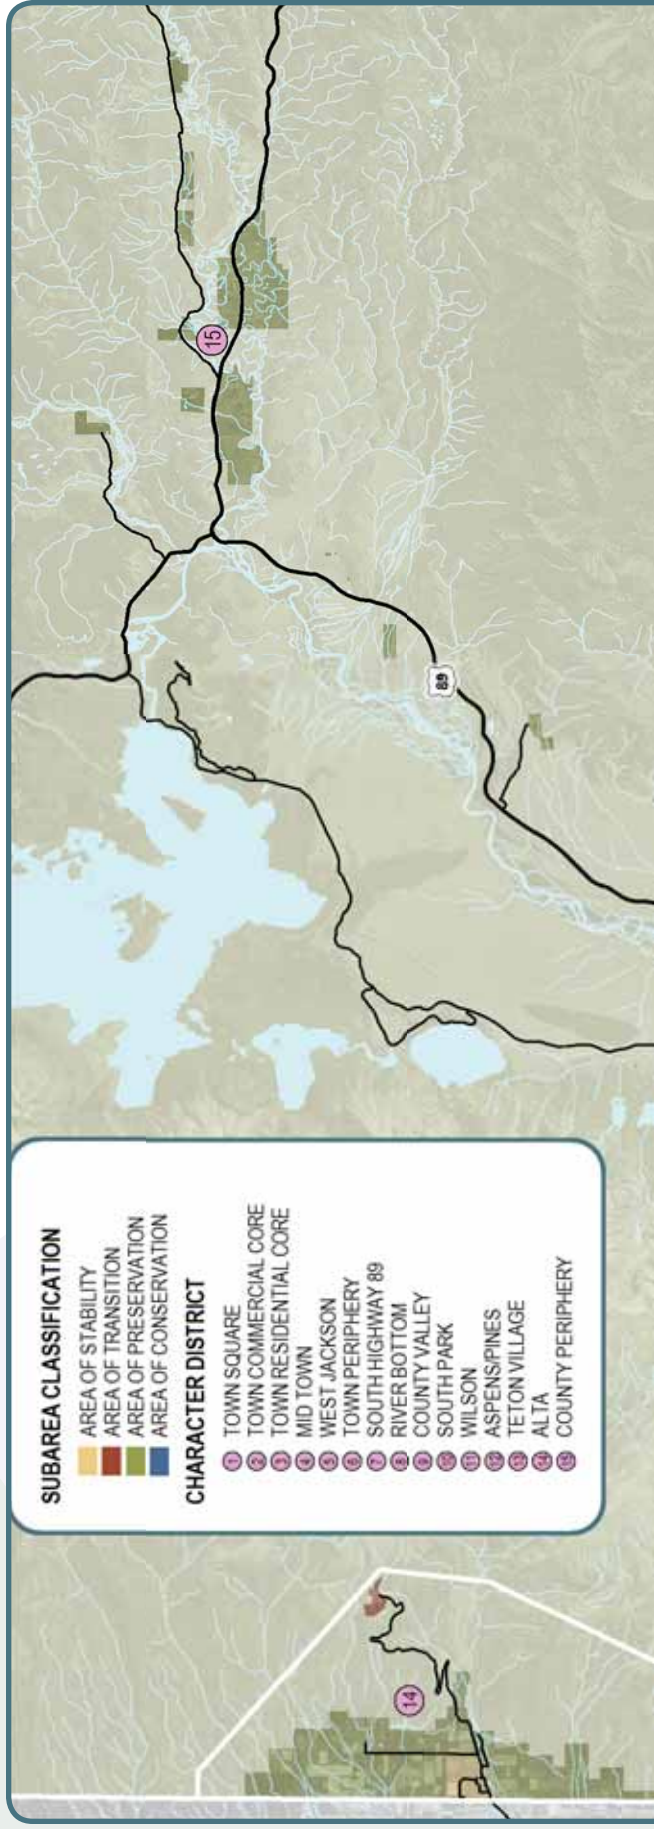 SUBAREA CLASSIFICATION
AREA OF STABILITY
AREA OF TRANSITION
AREA OF PRESERVATION
AREA OF CONSERVATION
CHARACTER DISTRICT
1 TOWN SQUARE
2 TOWN COMMERCIAL CORE
3 TOWN RESIDENTIAL CORE
4 MID TOWN
5 WEST JACKSON
6 TOWN PERIPHERY
7 SOUTH HIGHWAY 89
8 RIVER BOTTOM
9 COUNTY VALLEY
10 SOUTH PARK
11 WILSON
12 ASPENS/PINES
13 TETON VILLAGE
14 ALTA
15 COUNTY PERIPHERY
14
89
15